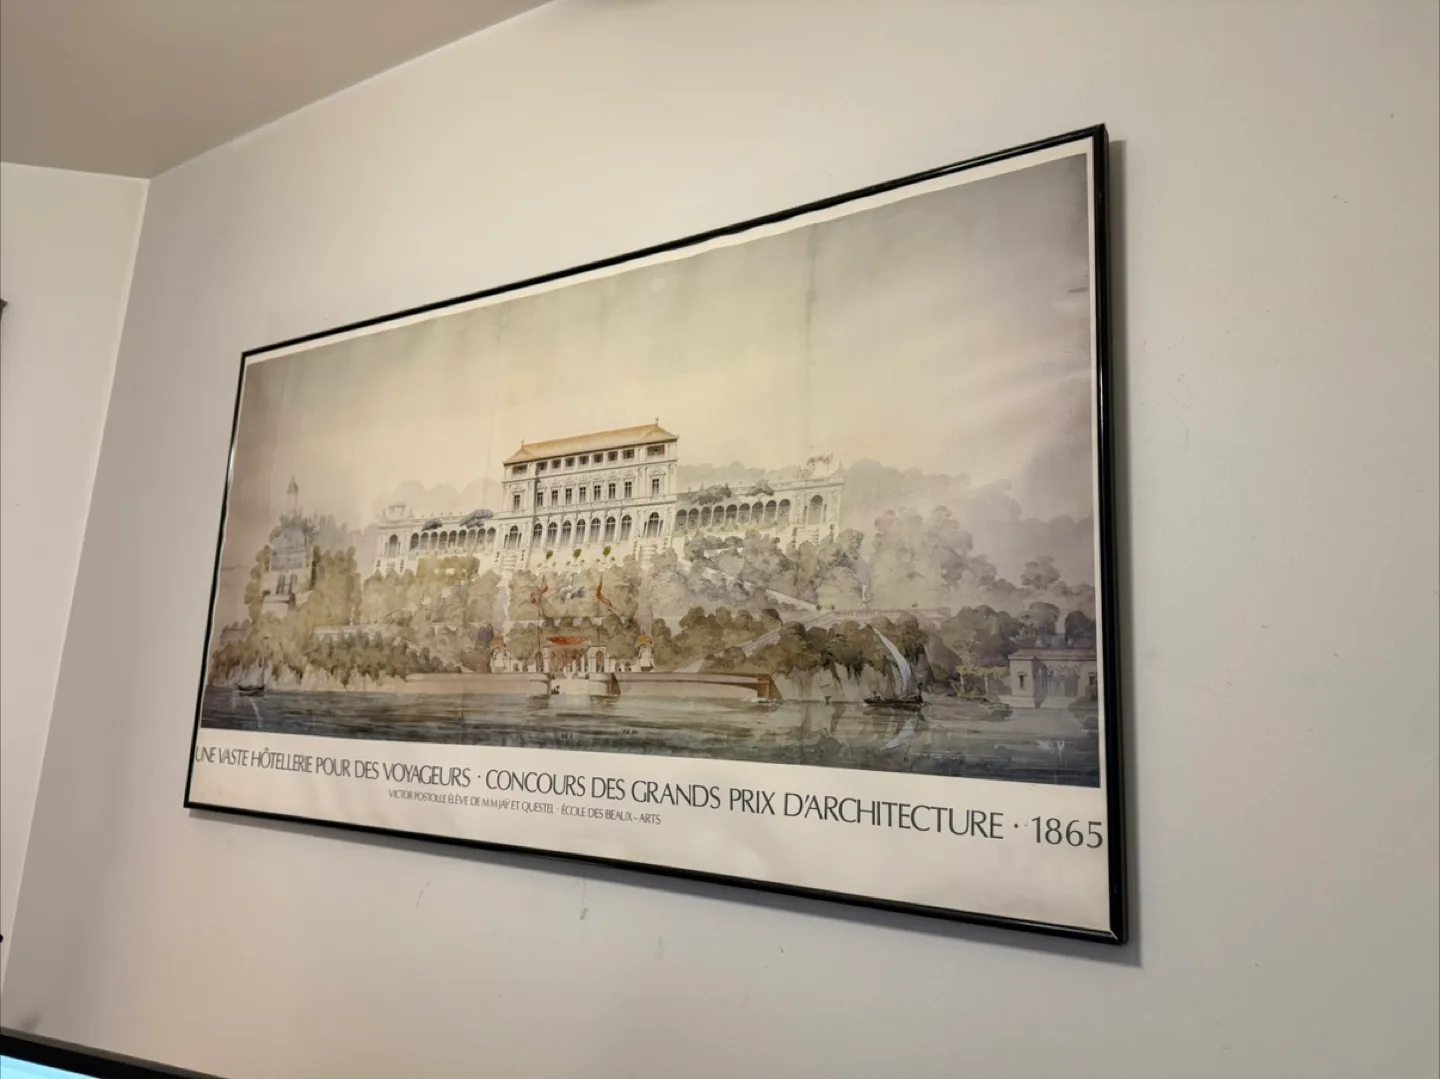 UNE VASTE HÔTELLERIE POUR DES VOYAGEURS · CONCOURS DES GRANDS PRIX D'ARCHITECTURE · 1865
VICTOR POSTOLLE ÉLÈVE DE M M JAŸ ET QUESTEL · ÉCOLE DES BEAUX-ARTS